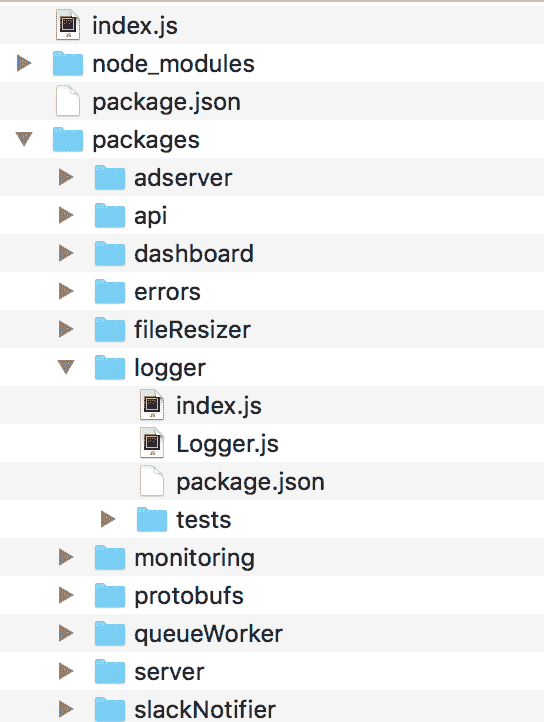 index.js
node_modules
package.json
packages
adserver
api
dashboard
errors
fileResizer
logger
index.js
Logger.js
package.json
tests
monitoring
protobufs
queueWorker
server
slackNotifier